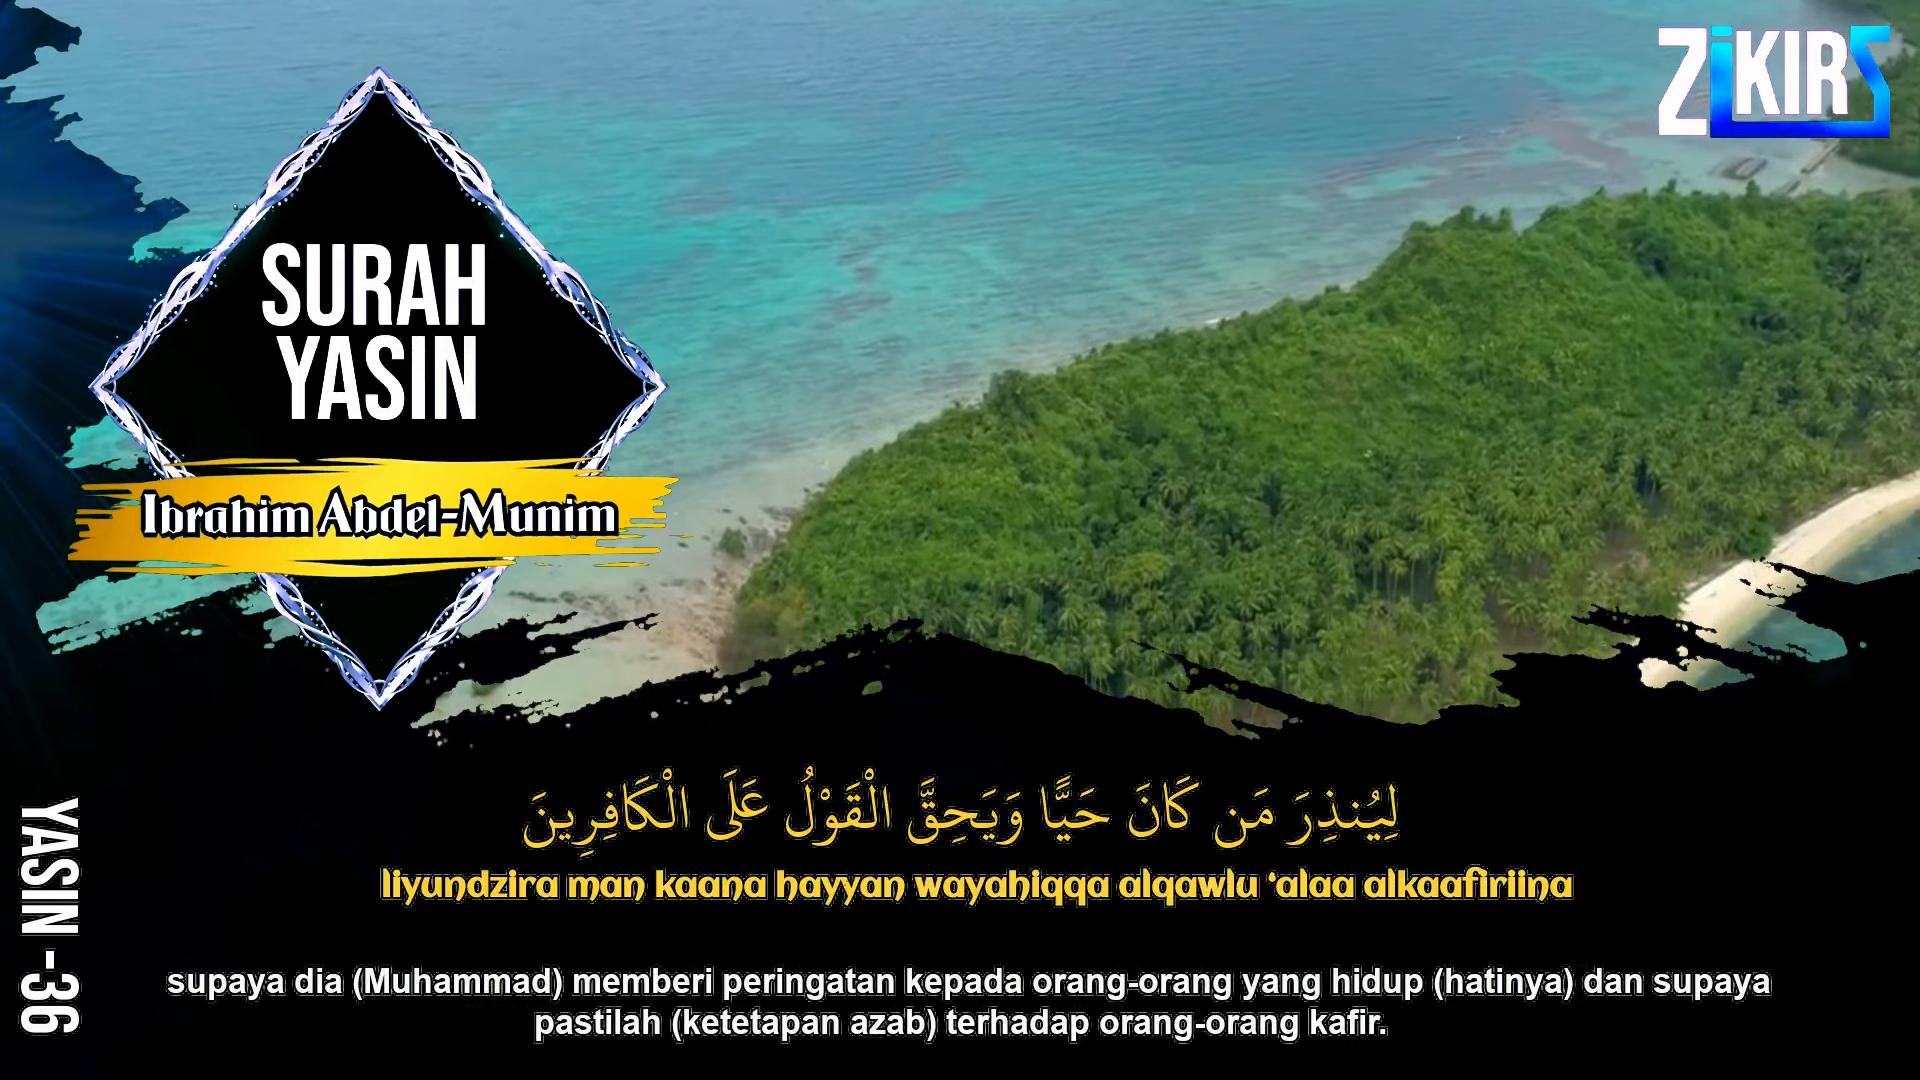 ZiKIRS
SURAH
YASIN
Ibrahim Abdel-Munim
لِيُنذِرَ مَن كَانَ حَيًّا وَيَحِقَّ الْقَوْلُ عَلَى الْكَافِرِينَ
liyundzira man kaana hayyan wayahiqqa alqawlu ‘alaa alkaafiriina
supaya dia (Muhammad) memberi peringatan kepada orang-orang yang hidup (hatinya) dan supaya
pastilah (ketetapan azab) terhadap orang-orang kafir.
YASIN -36